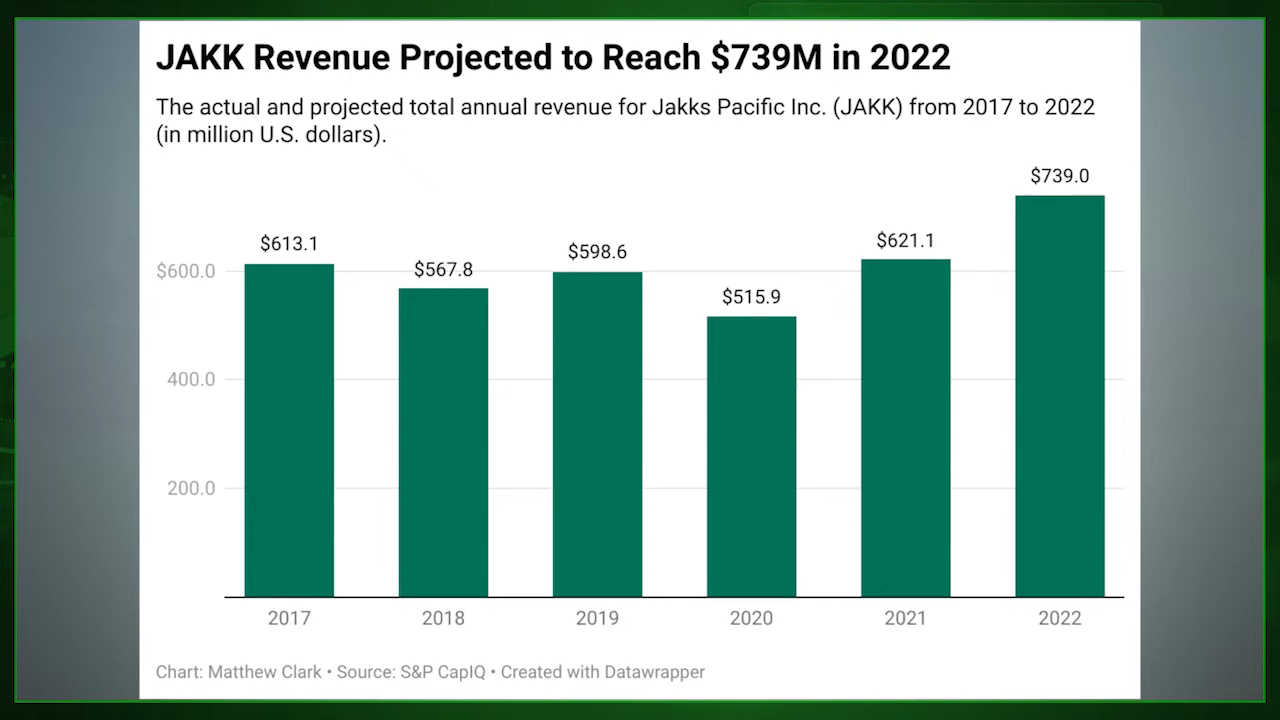 JAKK Revenue Projected to Reach $739M in 2022
The actual and projected total annual revenue for Jakks Pacific Inc. (JAKK) from 2017 to 2022
(in million U.S. dollars).
$739.0
$613.1
$621.1
$598.6
$567.8
$515.9
$600.0
400.0
200.0
2017 2018 2019 2020 2021 2022
Chart: Matthew Clark • Source: S&P CapIQ • Created with Datawrapper